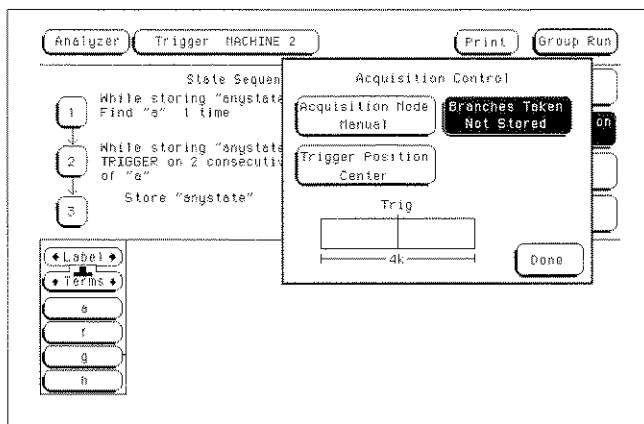 Analyzer Trigger MACHINE 2 Print Group Run
State Sequen
1 While storing "anystate
Find "a" 1 time
2 While storing "anystate
TRIGGER on 2 consecutiv
of "a"
3 Store "anystate"
Acquisition Control
Acquisition Mode
Manual
Branches Taken
Not Stored
Trigger Position
Center
Trig
4k
Done
on
Label
Terms
a
f
g
h